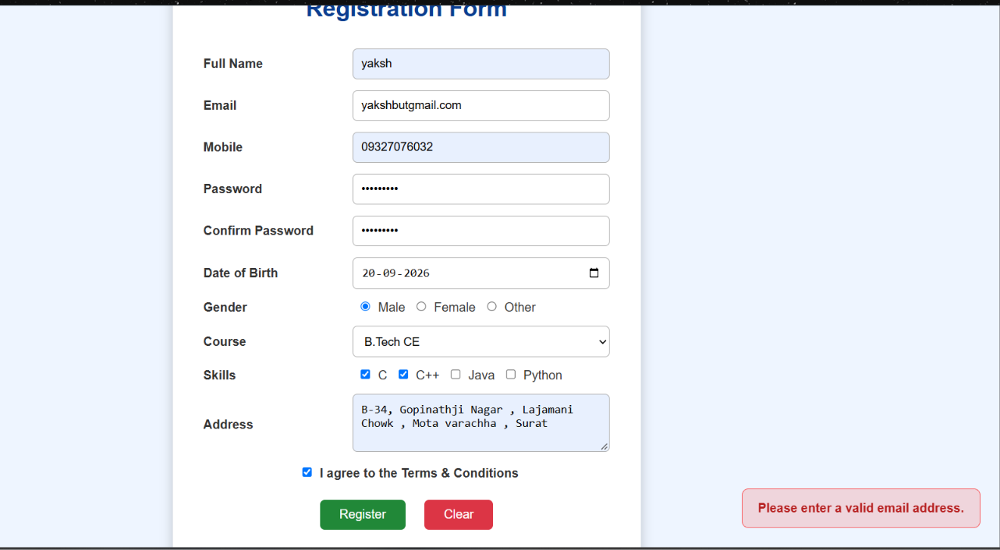 Registration Form
Full Name yaksh
Email yakshbutgmail.com
Mobile 09327076032
Password •••••••••
Confirm Password •••••••••
Date of Birth 20-09-2026
Gender Male Female Other
Course B.Tech CE
Skills C C++ Java Python
B-34, Gopinathji Nagar , Lajamani
Address Chowk , Mota varachha , Surat
I agree to the Terms & Conditions
Register Clear
Please enter a valid email address.